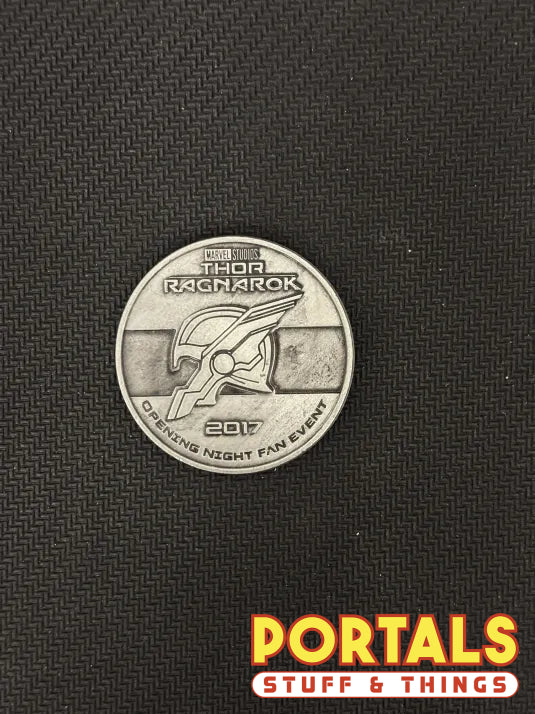 MARVEL STUDIOS
THOR
RAGNAROK
2017
OPENING NIGHT FAN EVENT
PORTALS
STUFF & THINGS